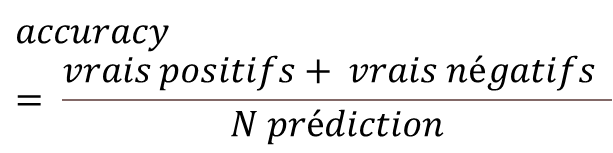 accuracy
= vrais positifs + vrais négatifs
N prédiction